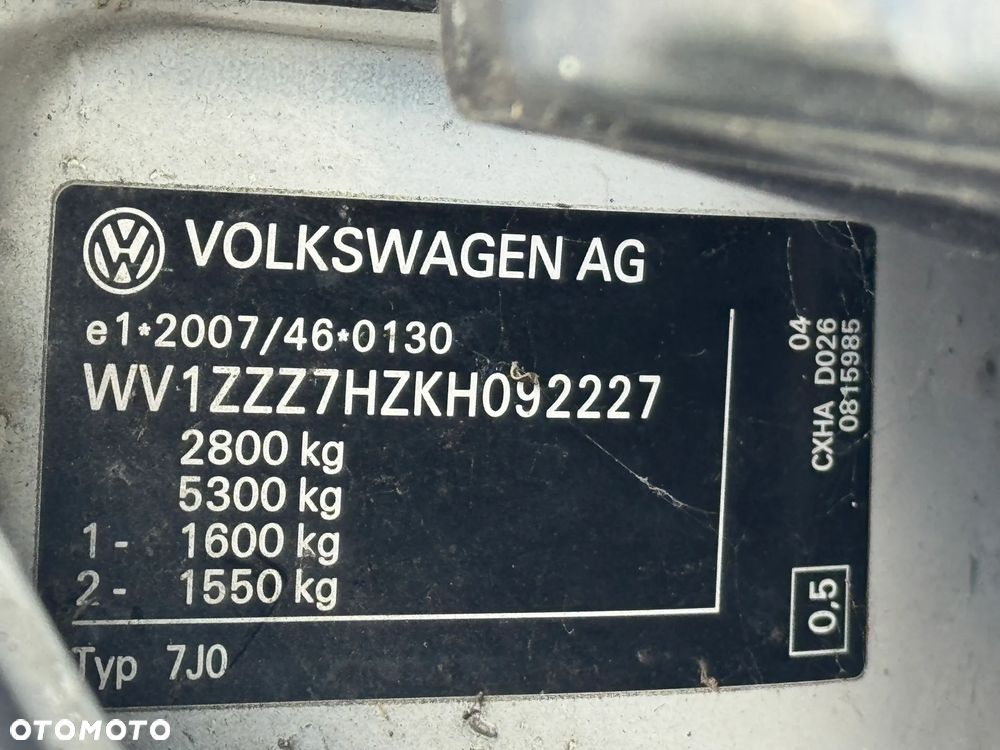 VOLKSWAGEN AG
e1*2007/46*0130
WV1ZZZ7HZKH092227
2800 kg
5300 kg
1 - 1600 kg
2 - 1550 kg
Typ 7J0
04
CXHA D026
0815985
0,5
OTOMOTO